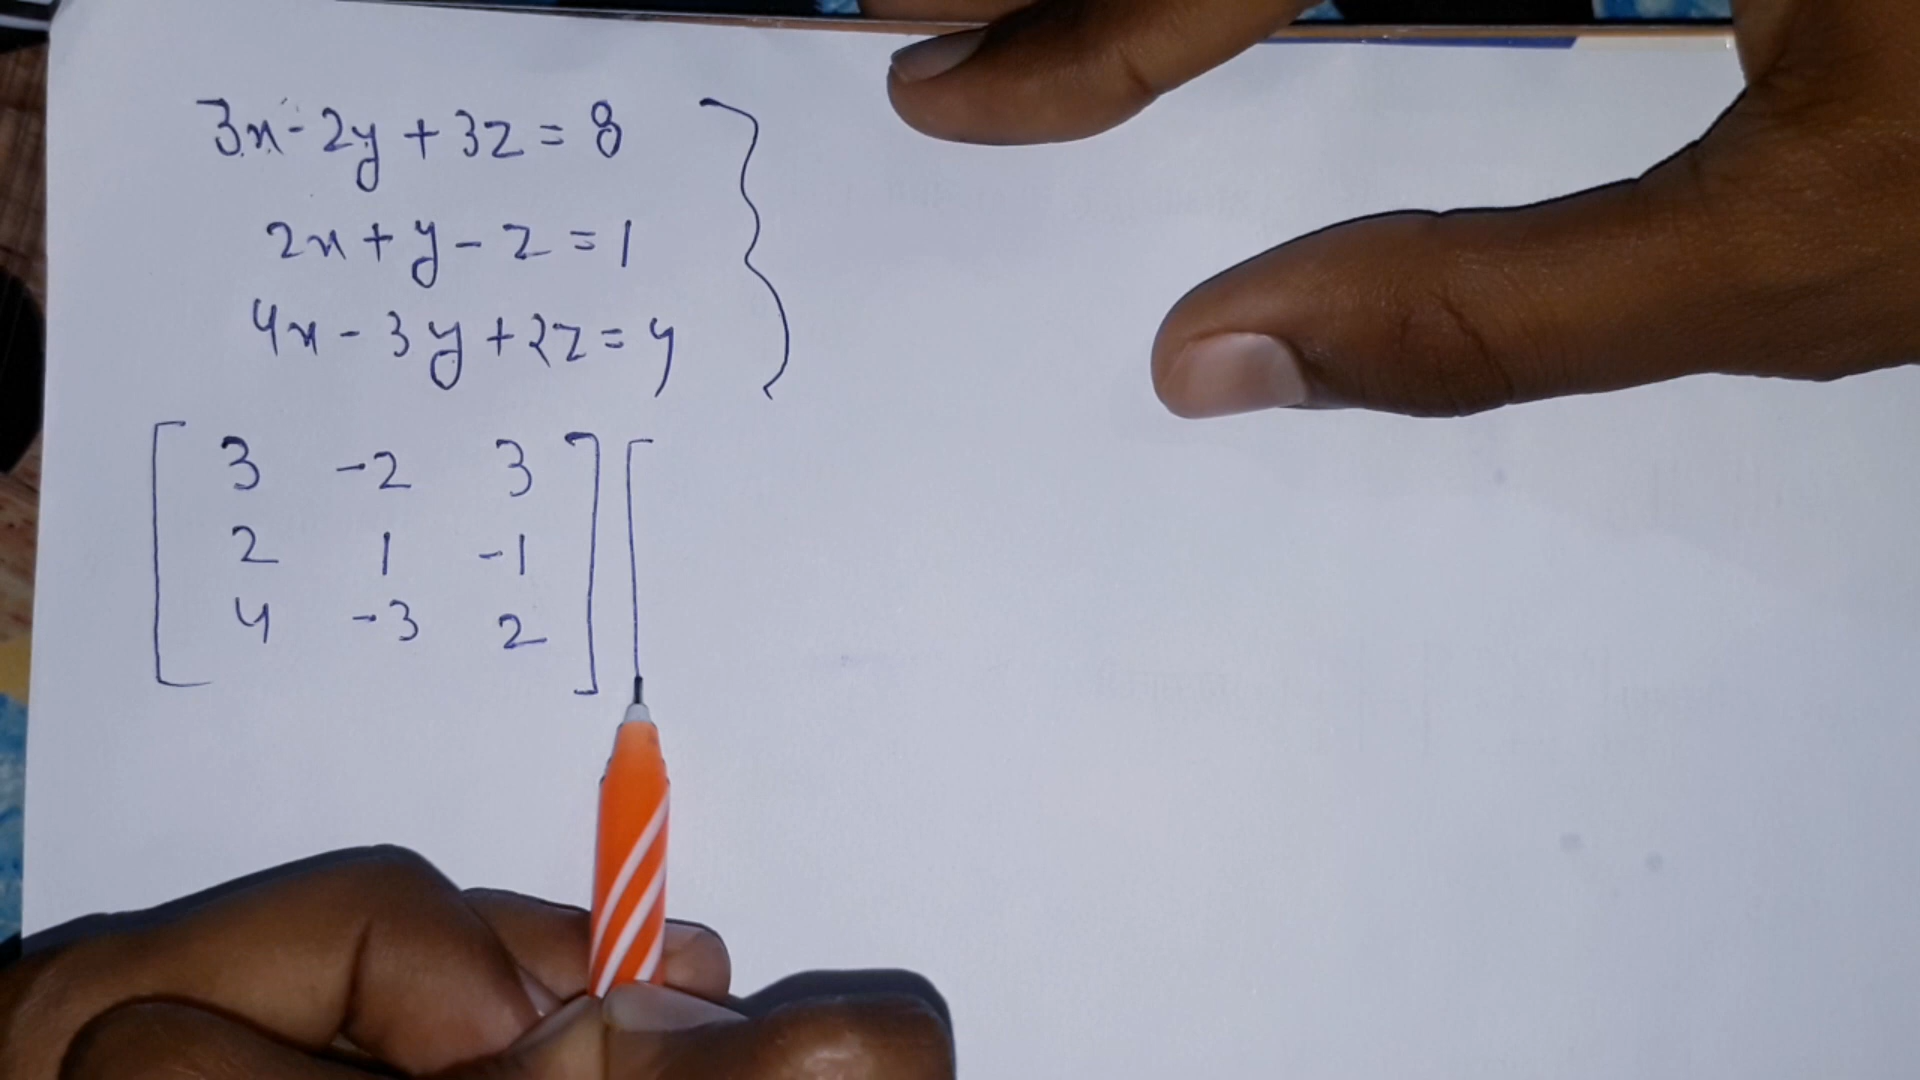 3x - 2y + 3z = 8
2x + y - z = 1
4x - 3y + 2z = 4
3 -2 3
2 1 -1
4 -3 2